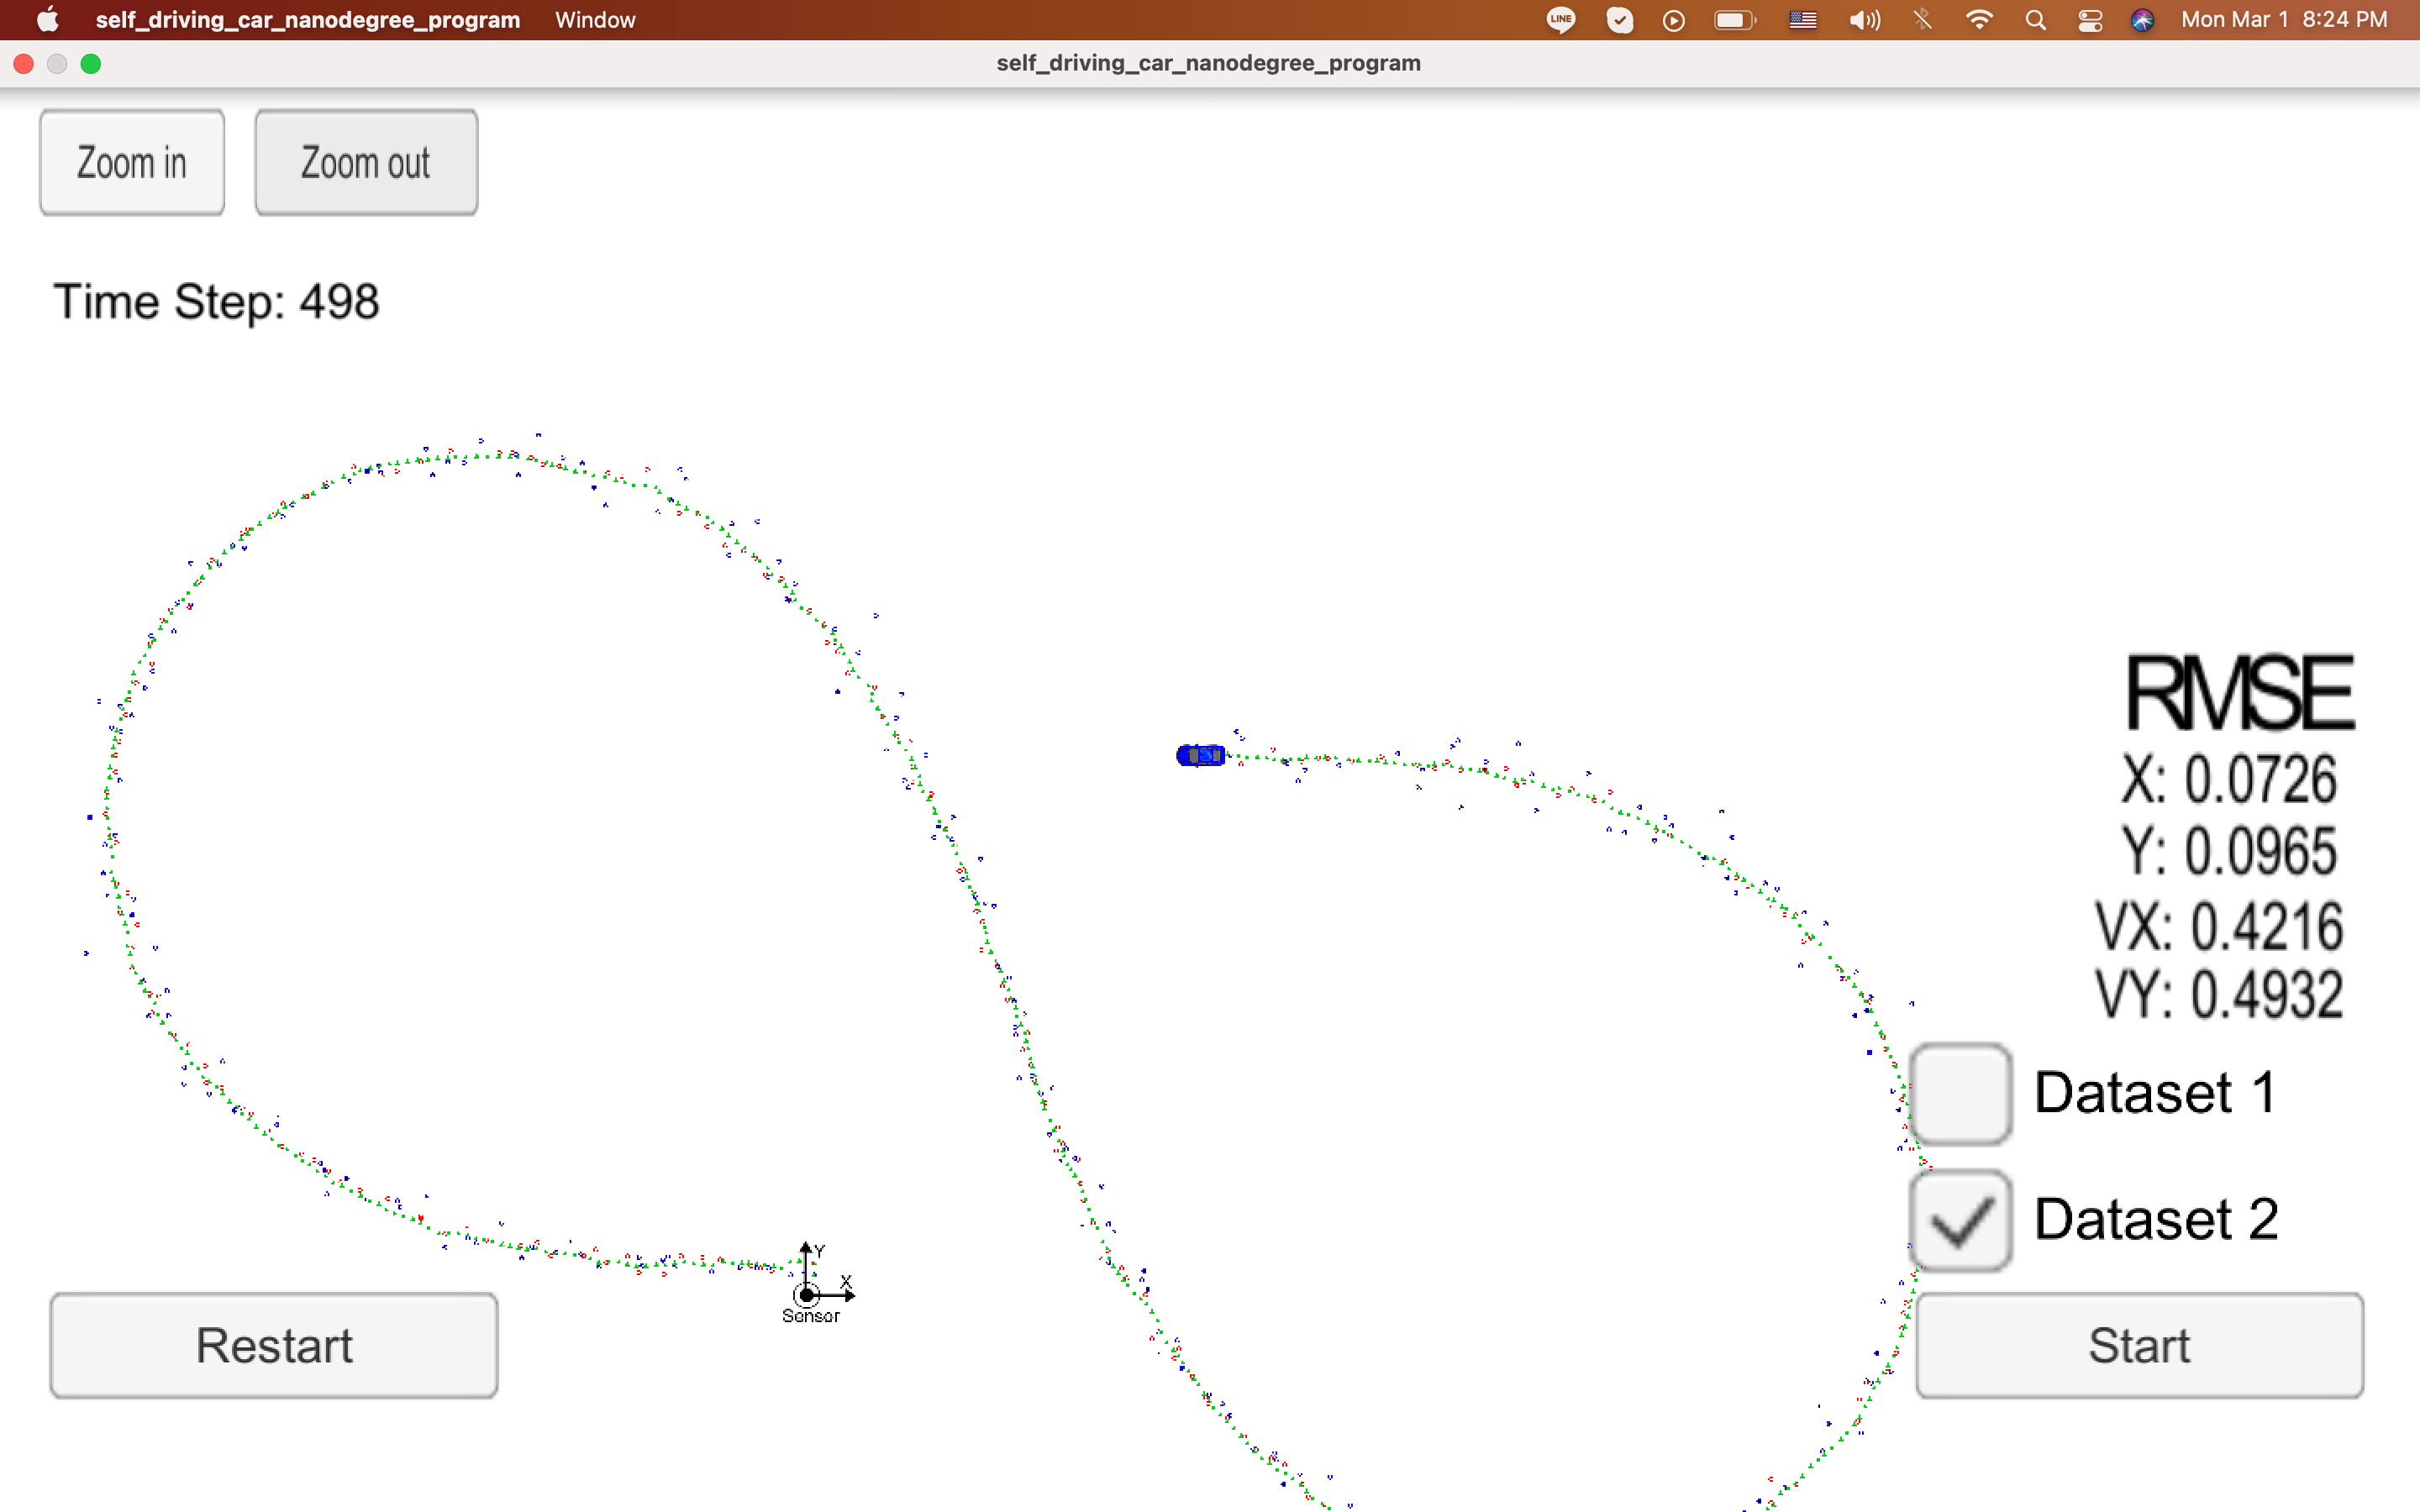 self_driving_car_nanodegree_program Window LINE Mon Mar 1 8:24 PM
self_driving_car_nanodegree_program
Zoom in Zoom out
Time Step: 498
RMSE
X: 0.0726
Y: 0.0965
VX: 0.4216
VY: 0.4932
Dataset 1
Dataset 2
Y
X
Sensor
Restart Start